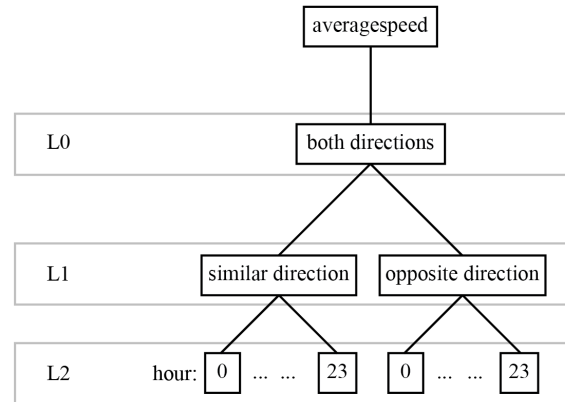 averagespeed
L0 both directions
L1 similar direction opposite direction
L2 hour: 0 ... ... 23 0 ... ... 23